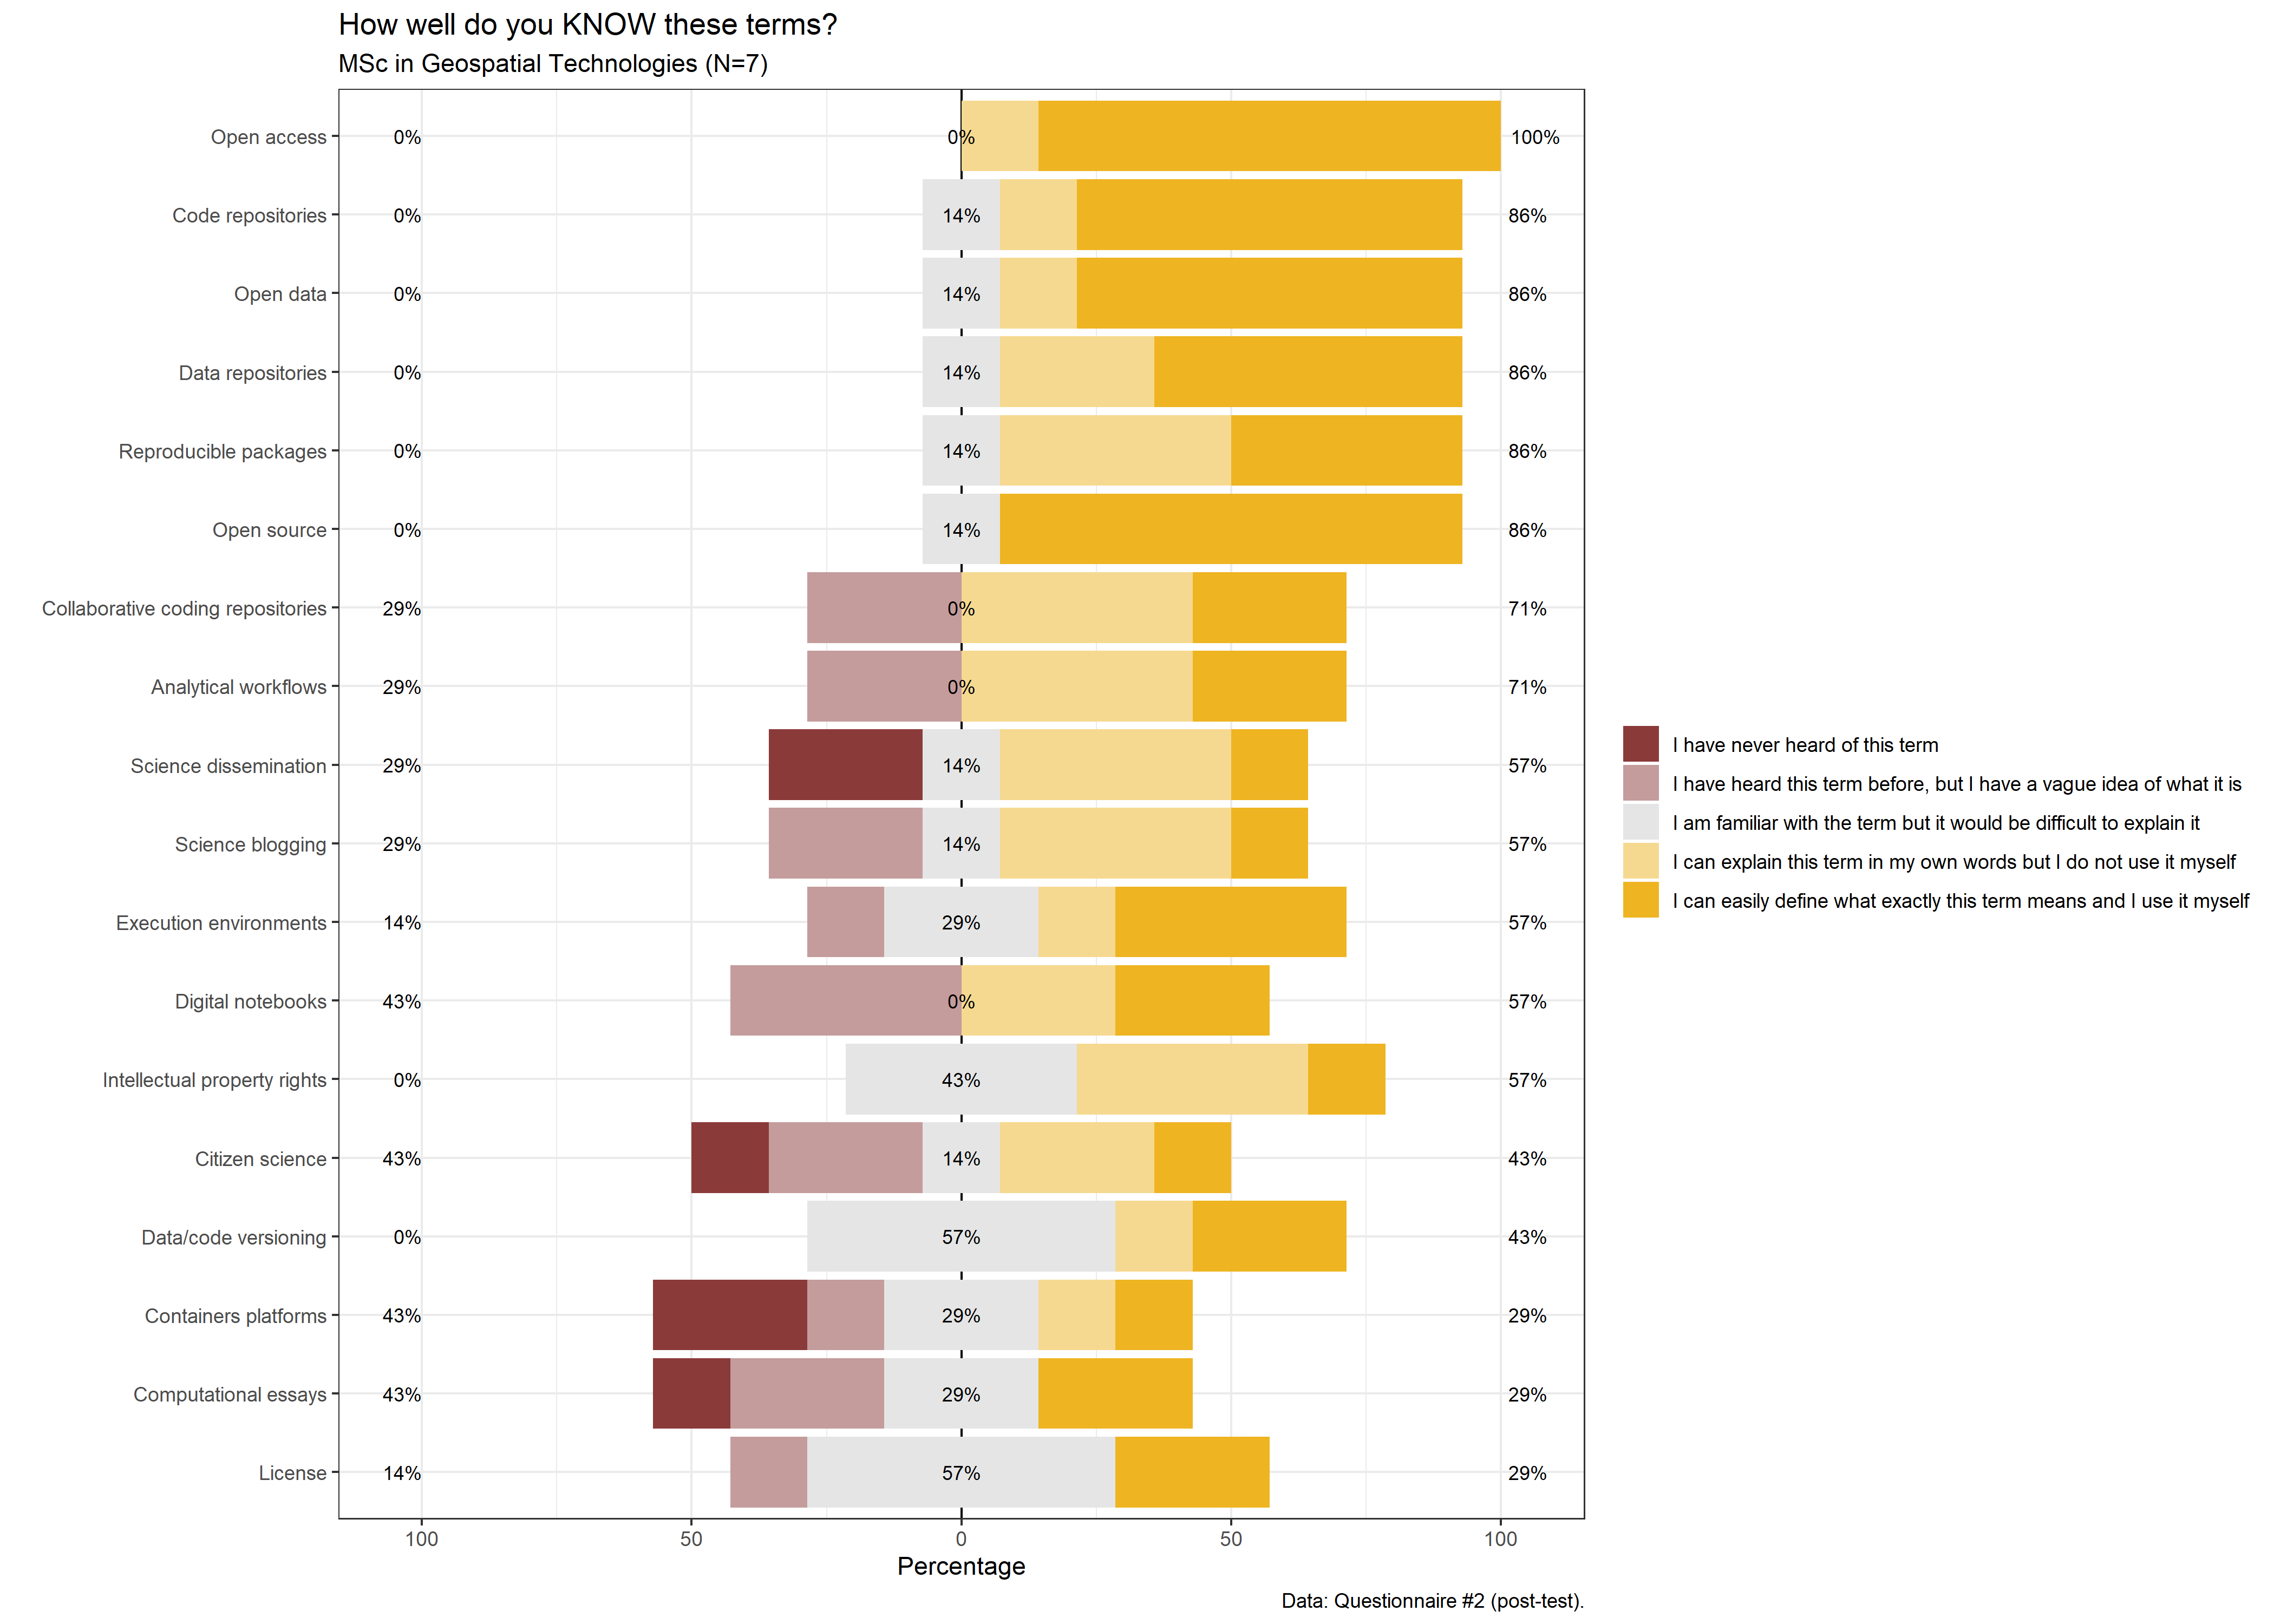 How well do you KNOW these terms?
MSc in Geospatial Technologies (N=7)
Open access 0% 0% 100%
Code repositories 0% 14% 86%
Open data 0% 14% 86%
Data repositories 0% 14% 86%
Reproducible packages 0% 14% 86%
Open source 0% 14% 86%
Collaborative coding repositories 29% 0% 71%
Analytical workflows 29% 0% 71%
Science dissemination 29% 14% 57%
Science blogging 29% 14% 57%
Execution environments 14% 29% 57%
Digital notebooks 43% 0% 57%
Intellectual property rights 0% 43% 57%
Citizen science 43% 14% 43%
Data/code versioning 0% 57% 43%
Containers platforms 43% 29% 29%
Computational essays 43% 29% 29%
License 14% 57% 29%
100 50 0 50 100
Percentage
Data: Questionnaire #2 (post-test).
I have never heard of this term
I have heard this term before, but I have a vague idea of what it is
I am familiar with the term but it would be difficult to explain it
I can explain this term in my own words but I do not use it myself
I can easily define what exactly this term means and I use it myself